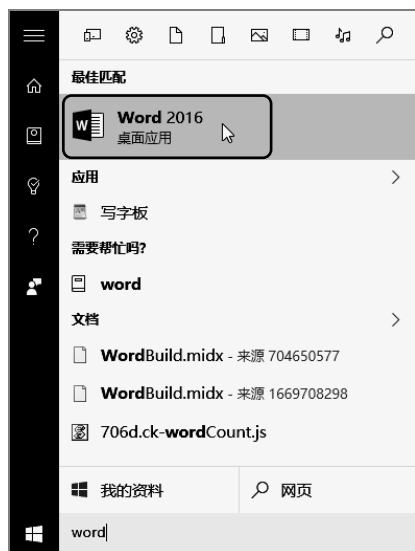 最佳匹配
Word 2016
桌面应用
应用
写字板
需要帮忙吗?
word
文档
WordBuild.midx - 来源 704650577
WordBuild.midx - 来源 1669708298
706d.ck-wordCount.js
我的资料
网页
word